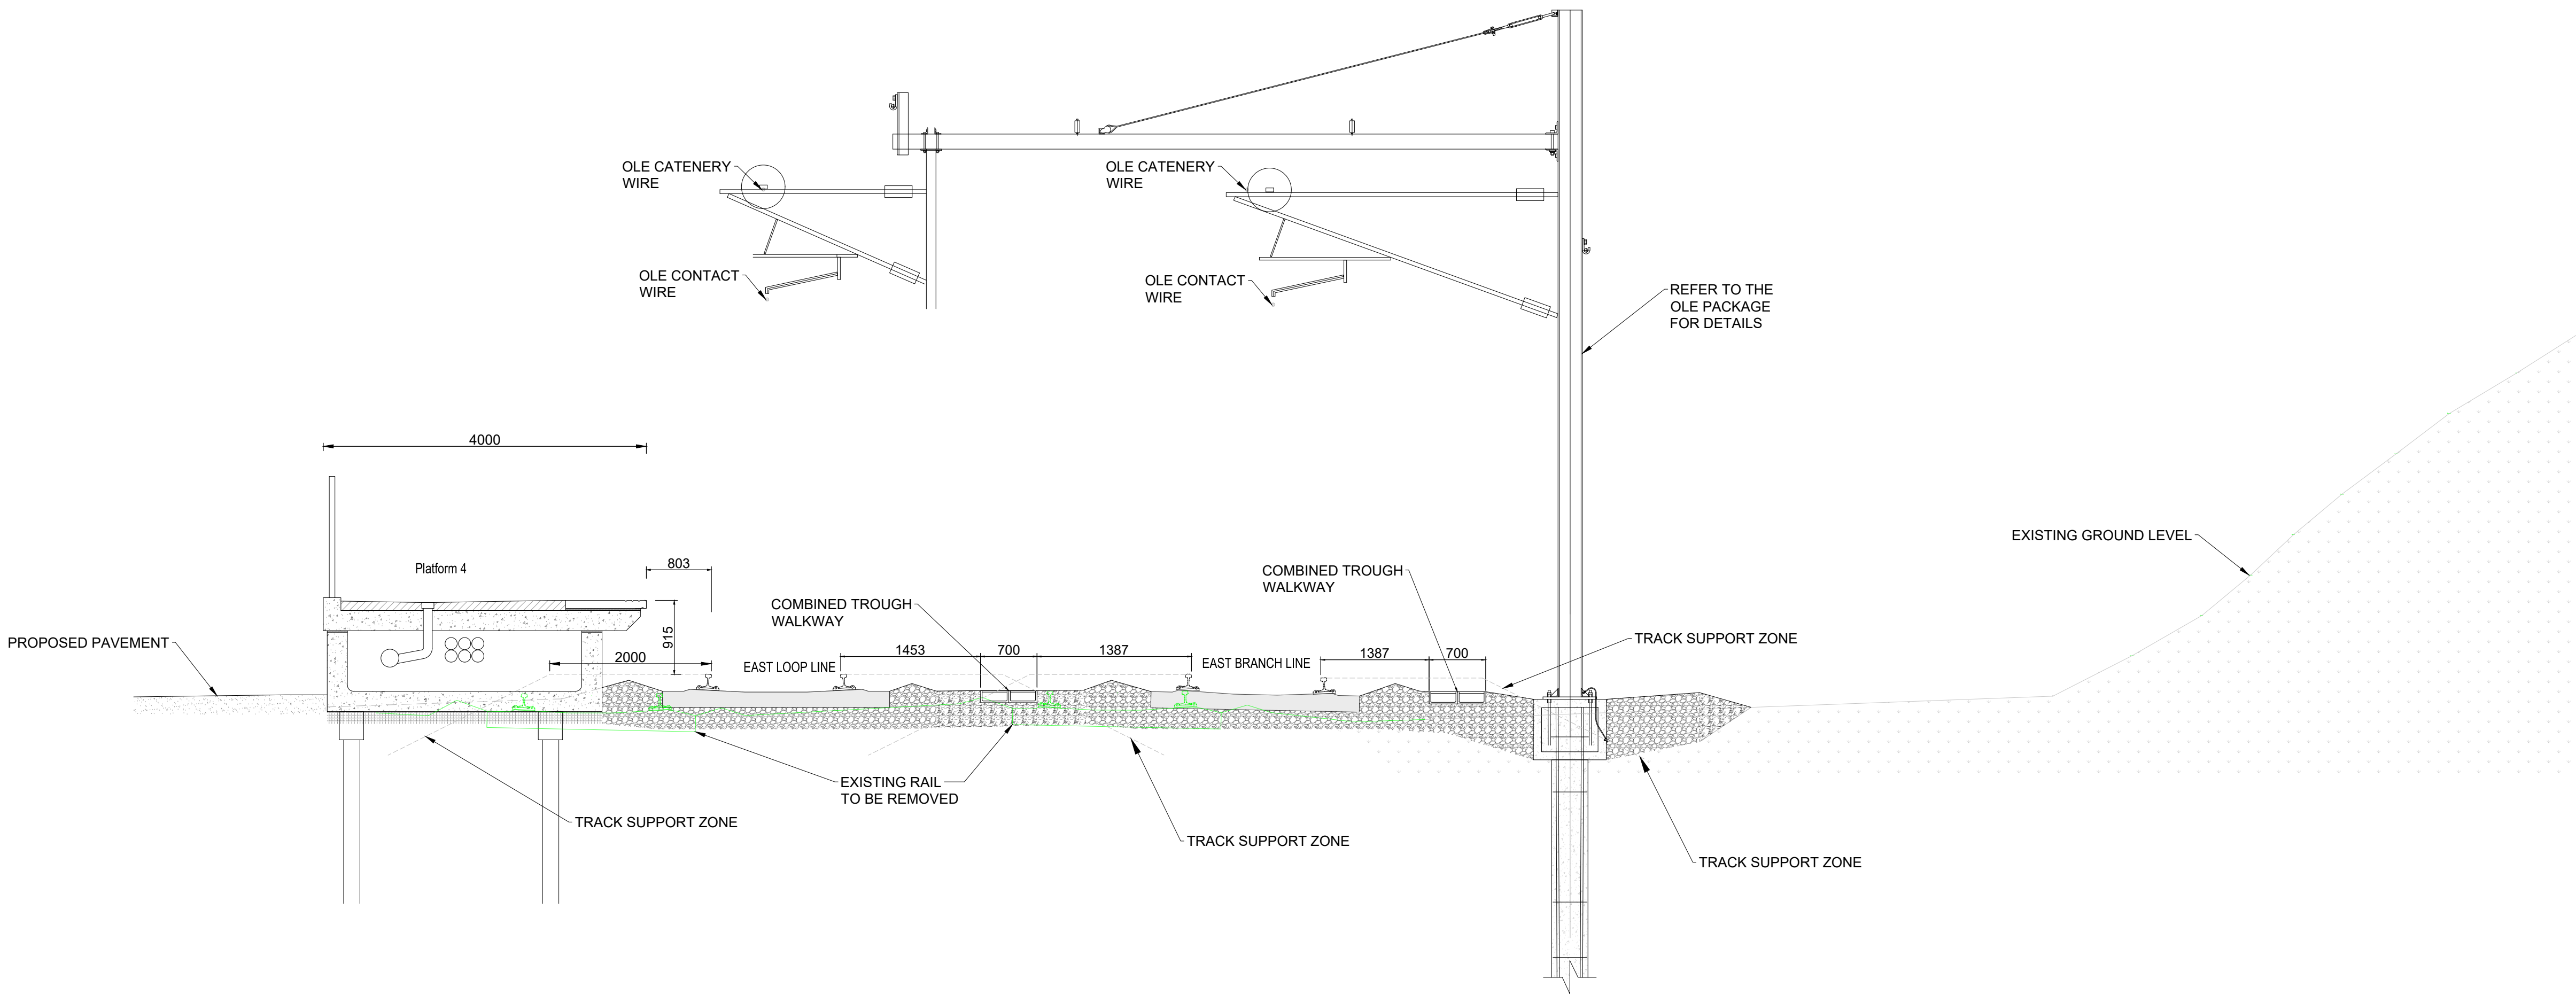 OLE CATENERY
WIRE
OLE CATENERY
WIRE
OLE CONTACT
WIRE
OLE CONTACT
WIRE
REFER TO THE
OLE PACKAGE
FOR DETAILS
4000
EXISTING GROUND LEVEL
Platform 4
803
COMBINED TROUGH
WALKWAY
COMBINED TROUGH
WALKWAY
PROPOSED PAVEMENT
915
TRACK SUPPORT ZONE
2000
EAST LOOP LINE
1453
700
1387
EAST BRANCH LINE
1387
700
EXISTING RAIL
TO BE REMOVED
TRACK SUPPORT ZONE
TRACK SUPPORT ZONE
TRACK SUPPORT ZONE